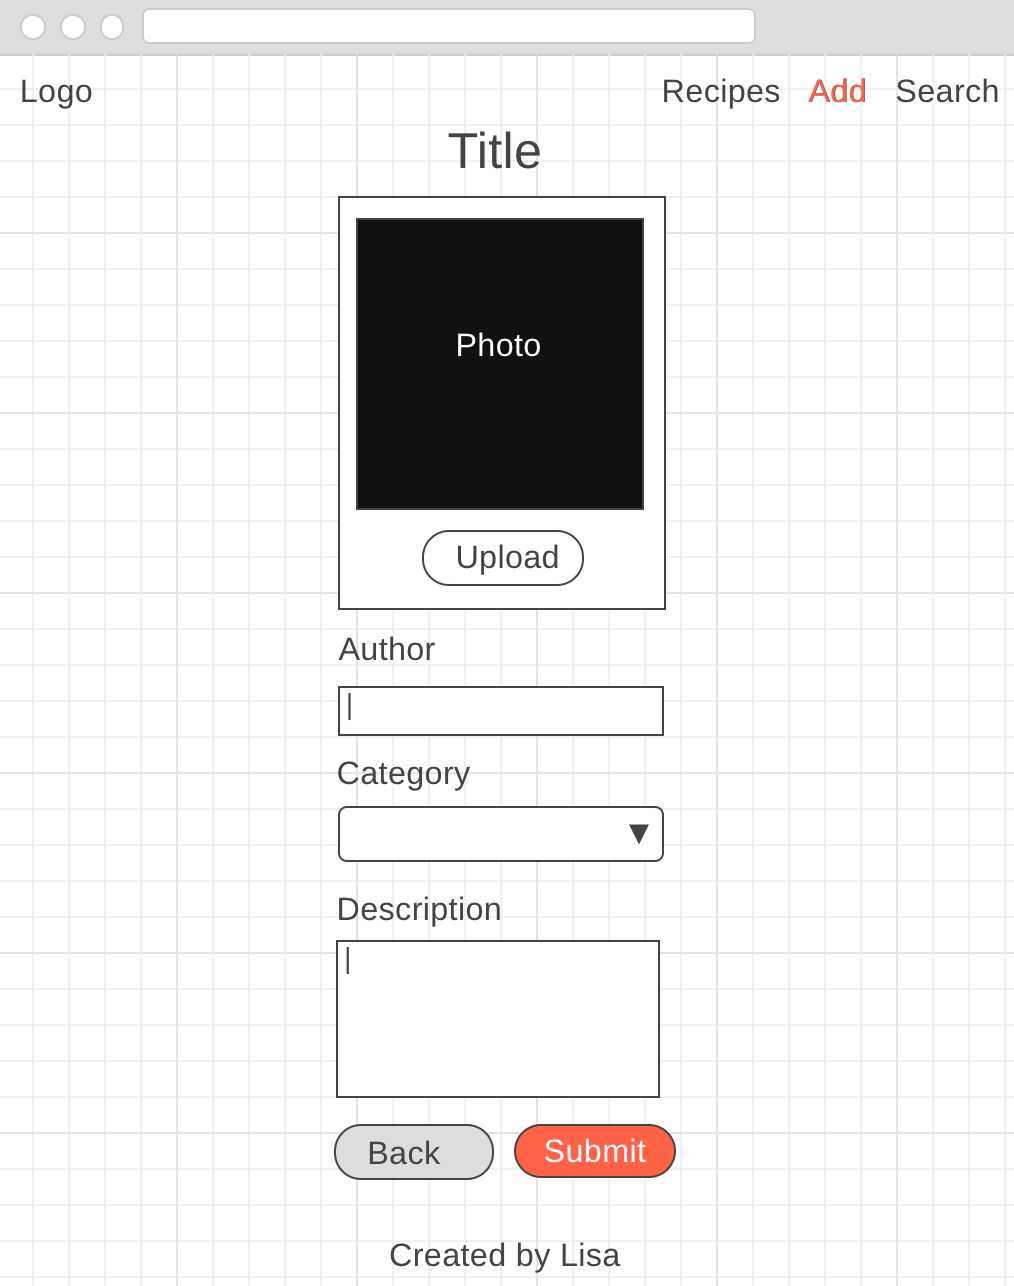 Logo
Recipes Add Search
Title
Photo
Upload
Author
Category
Description
Back Submit
Created by Lisa